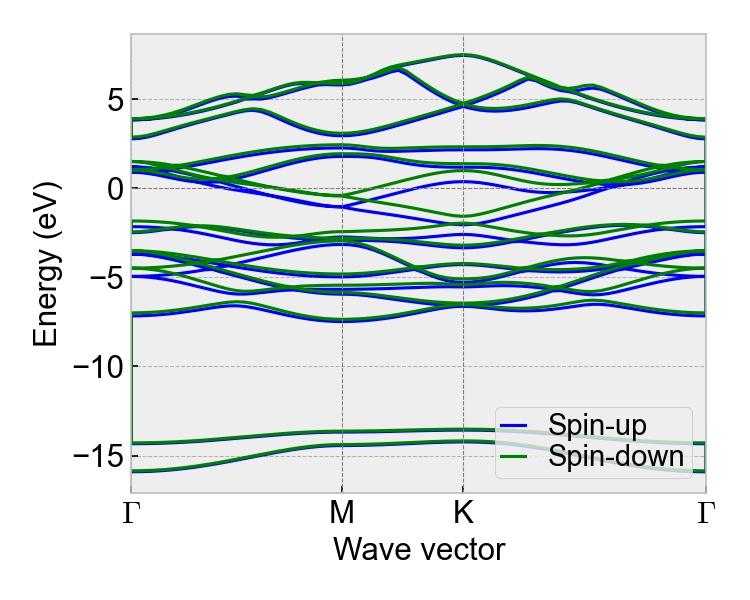 Energy (eV)
5
0
−5
−10
−15
Spin-up
Spin-down
Γ M K Γ
Wave vector